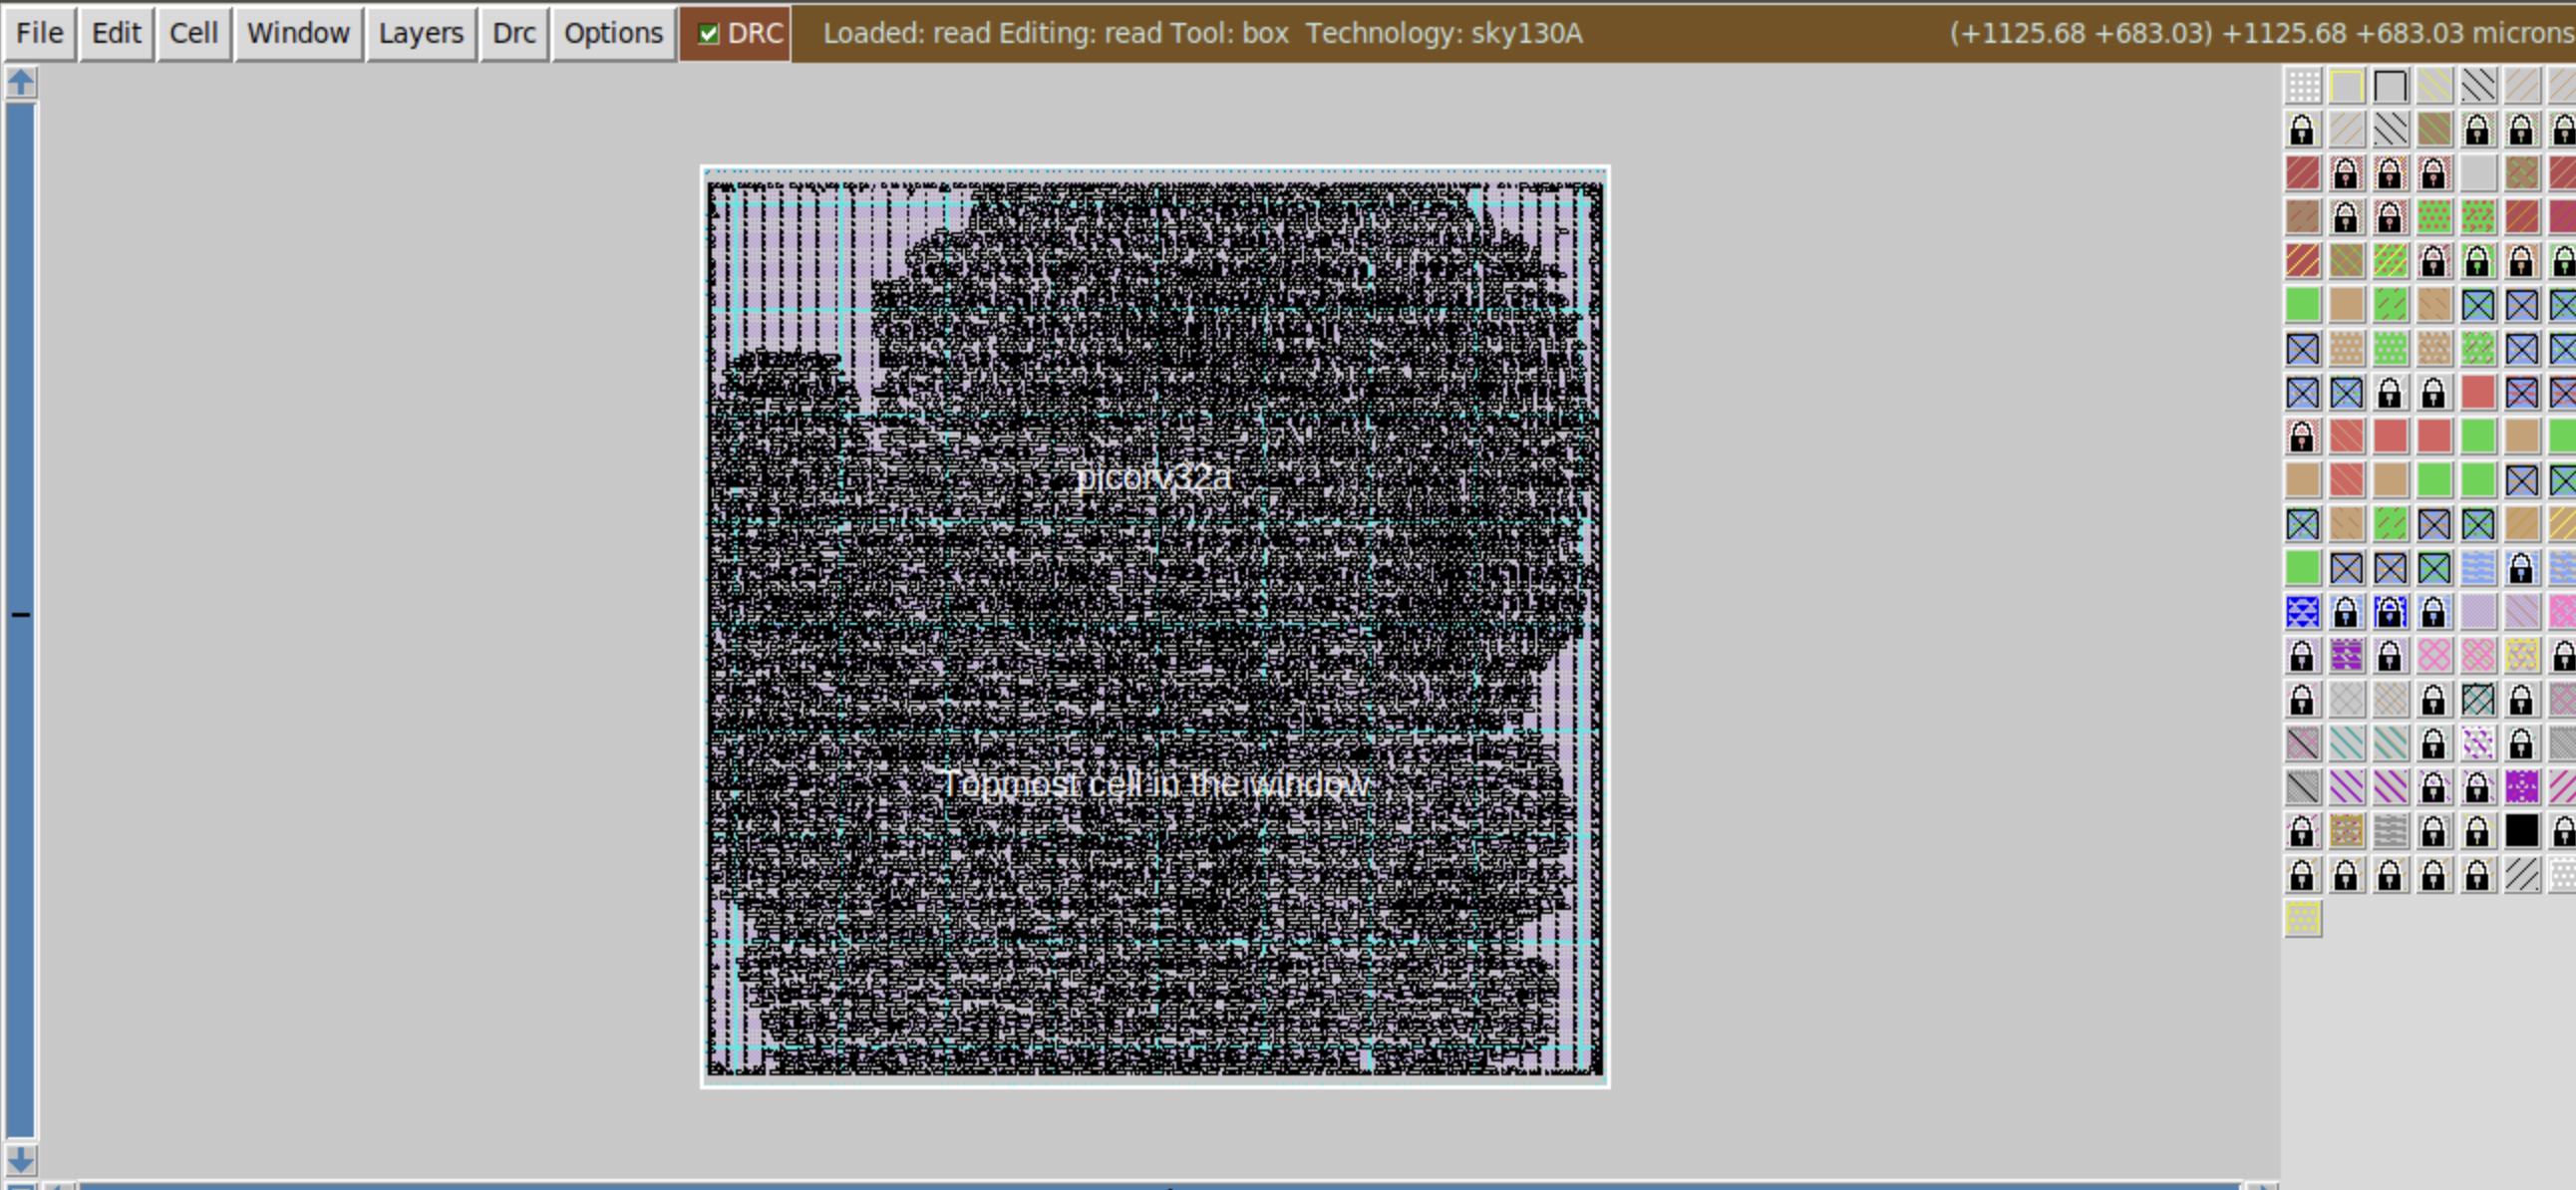 File Edit Cell Window Layers Drc Options DRC Loaded: read Editing: read Tool: box Technology: sky130A (+1125.68 +683.03) +1125.68 +683.03 microns
picorv32a
Topmost cell in the window